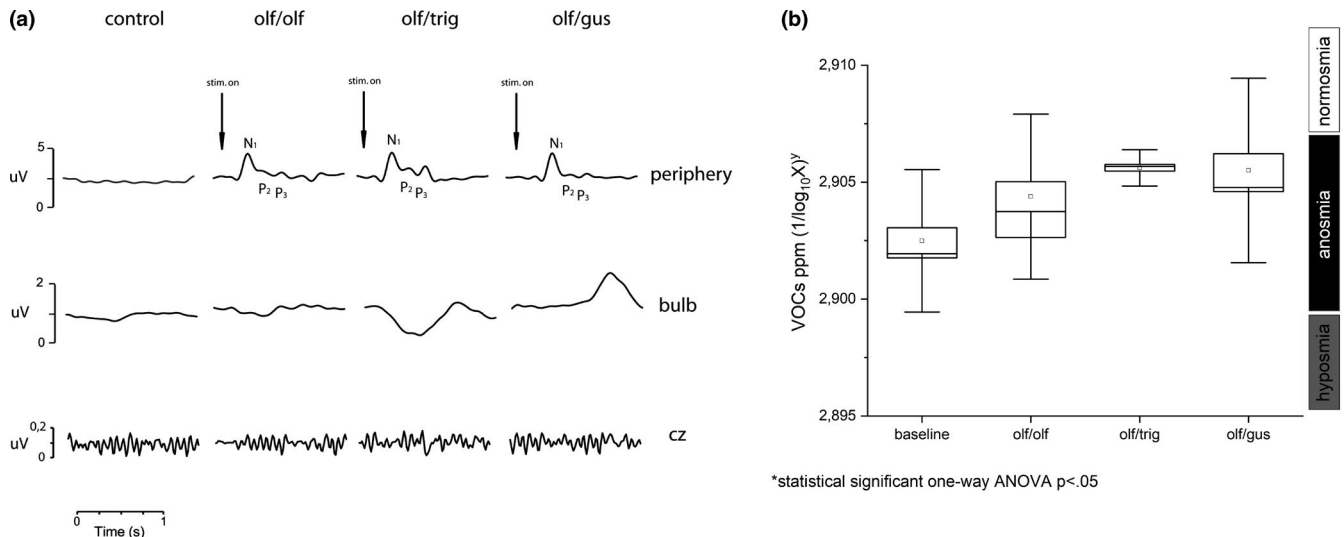 (a)
control olf/olf olf/trig olf/gus
stim. on stim. on stim. on
N1 N1 N1
5
uV
0
P2 P3 P2 P3 P2 P3
periphery
2
uV
0
bulb
0,2
uV
0
cz
0 1
Time (s)
(b)
VOCs ppm (1/log10X)y
2,910
2,905
2,900
2,895
baseline olf/olf olf/trig olf/gus
normosmia
anosmia
hyposmia
*statistical significant one-way ANOVA p<.05